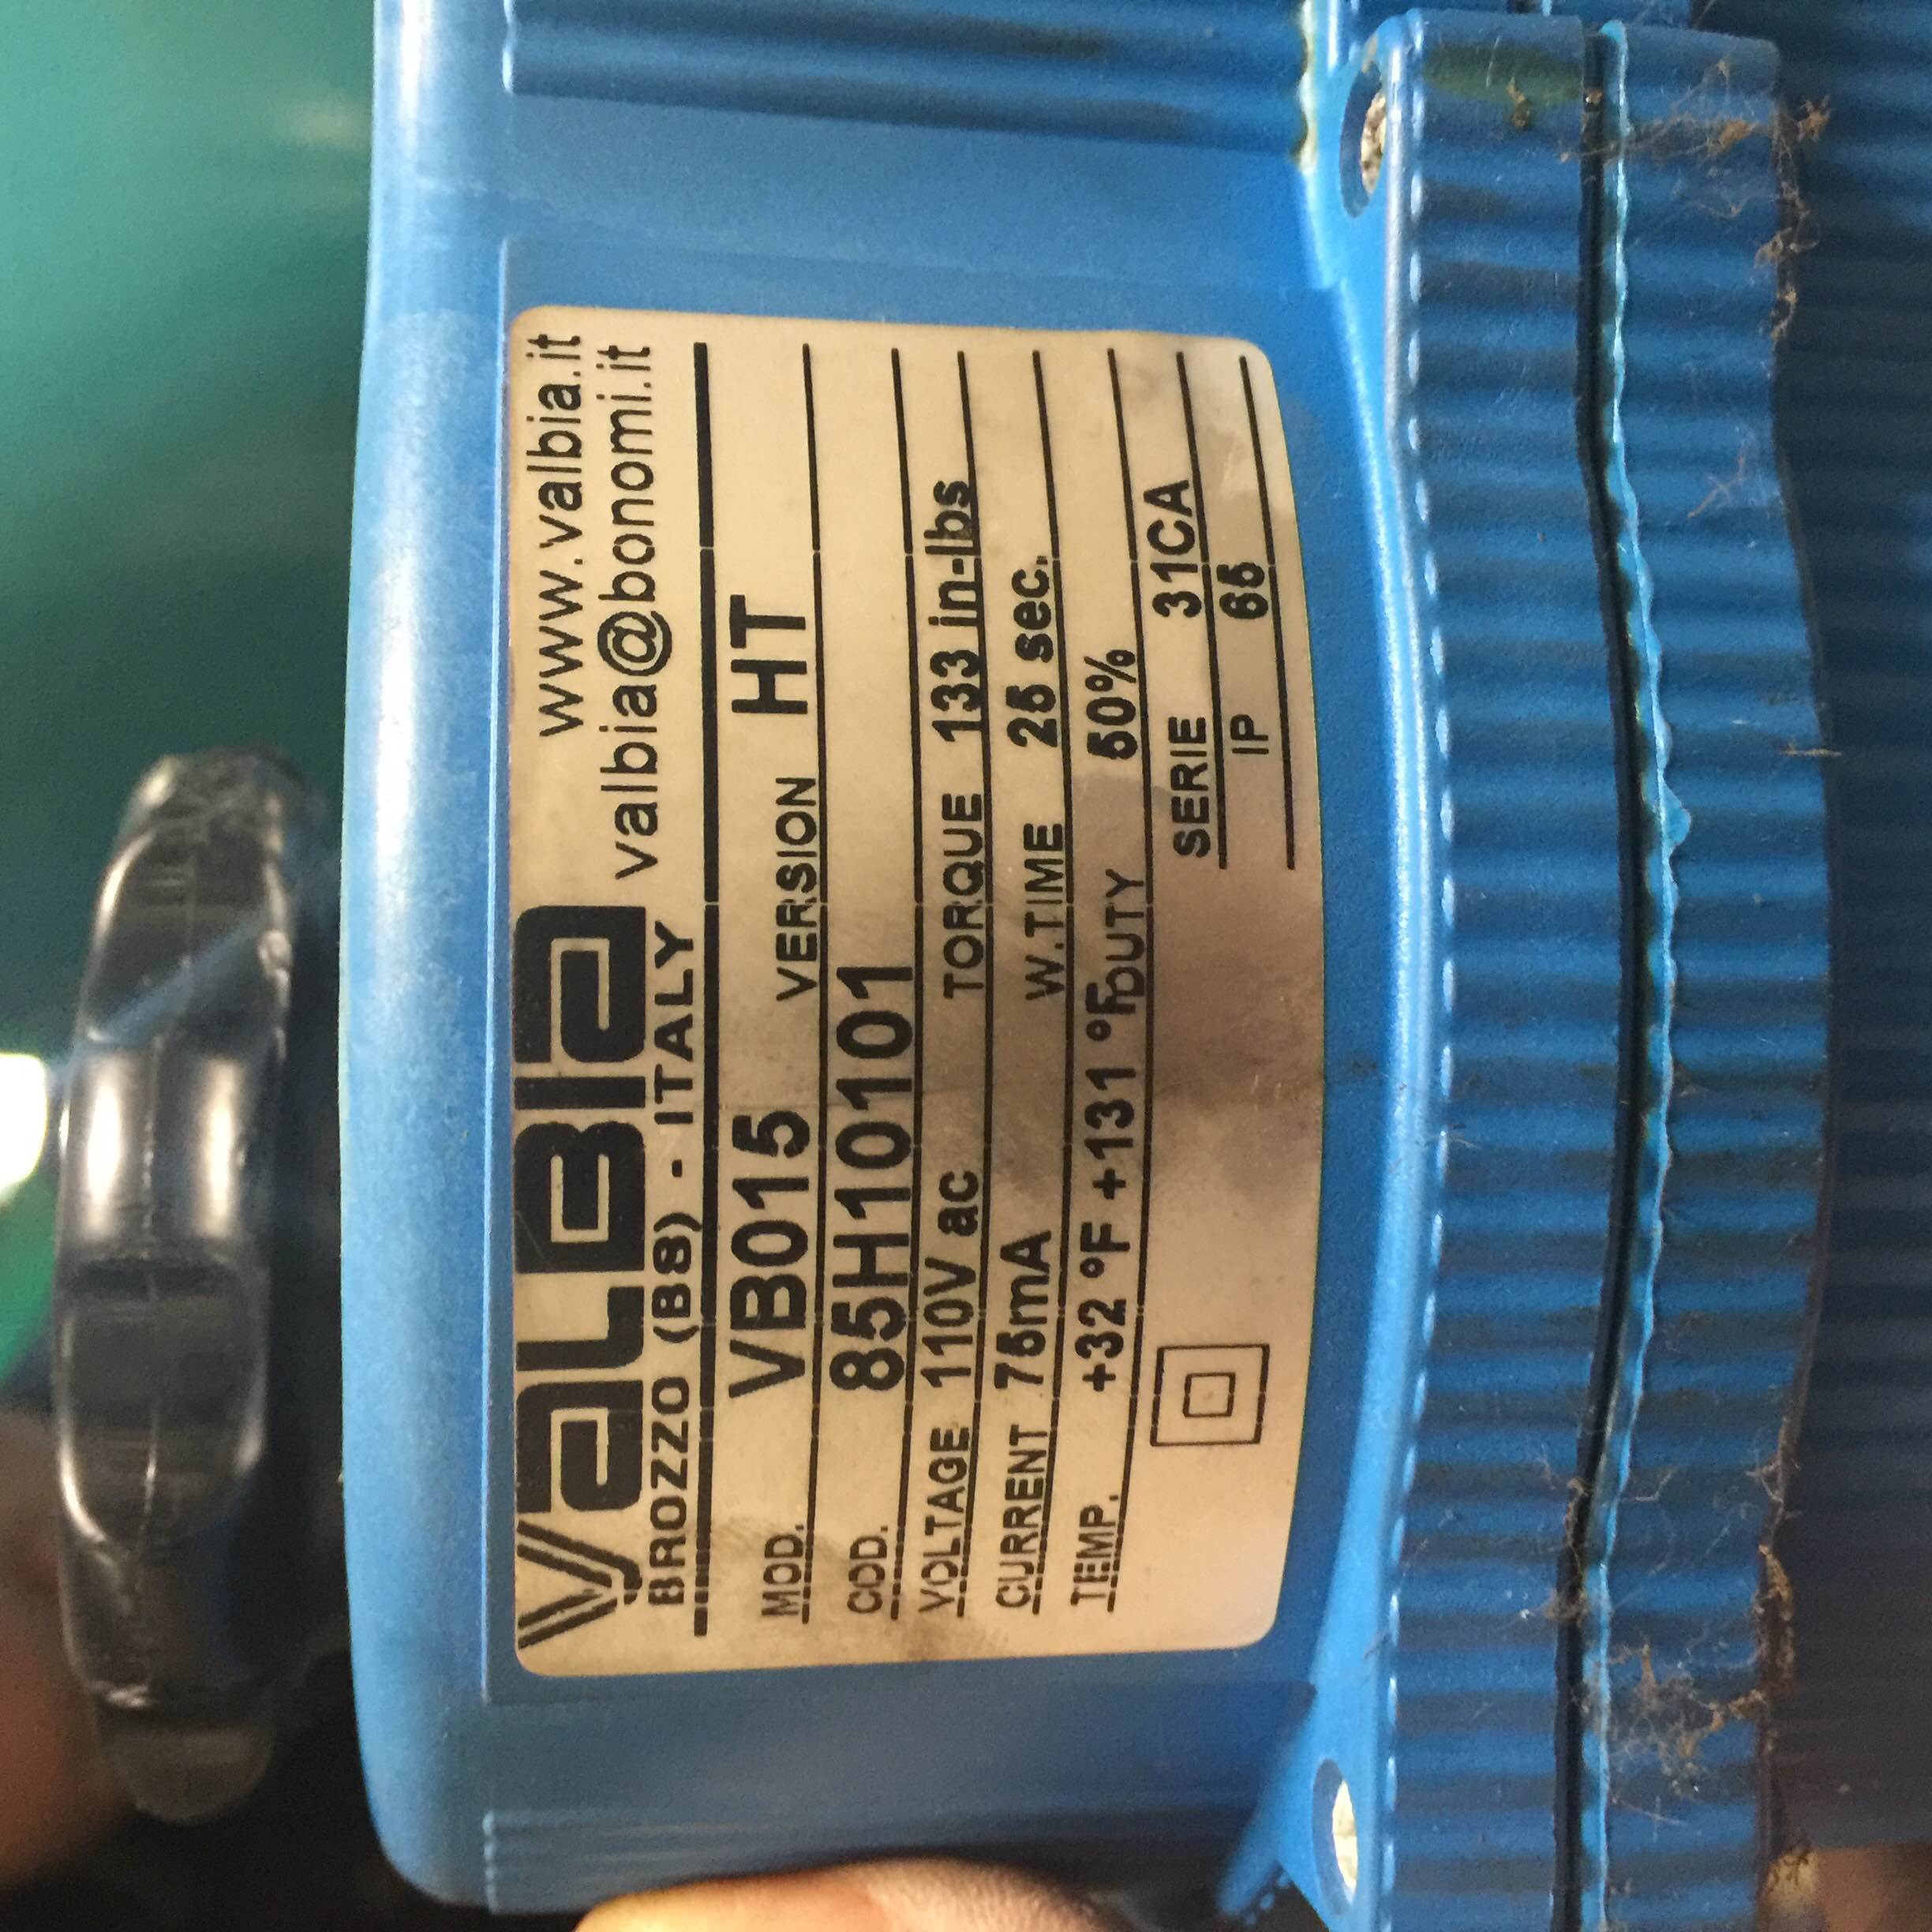 VALBIA www.valbia.it
BROZZO (BS) - ITALY valbia@bonomi.it
MOD. VB015 VERSION HT
COD. 85H10101
VOLTAGE 110V ac TORQUE 133 in-lbs
CURRENT 75mA W.TIME 25 sec.
TEMP. +32 °F +131 °F DUTY 50%
SERIE 31CA
IP 65